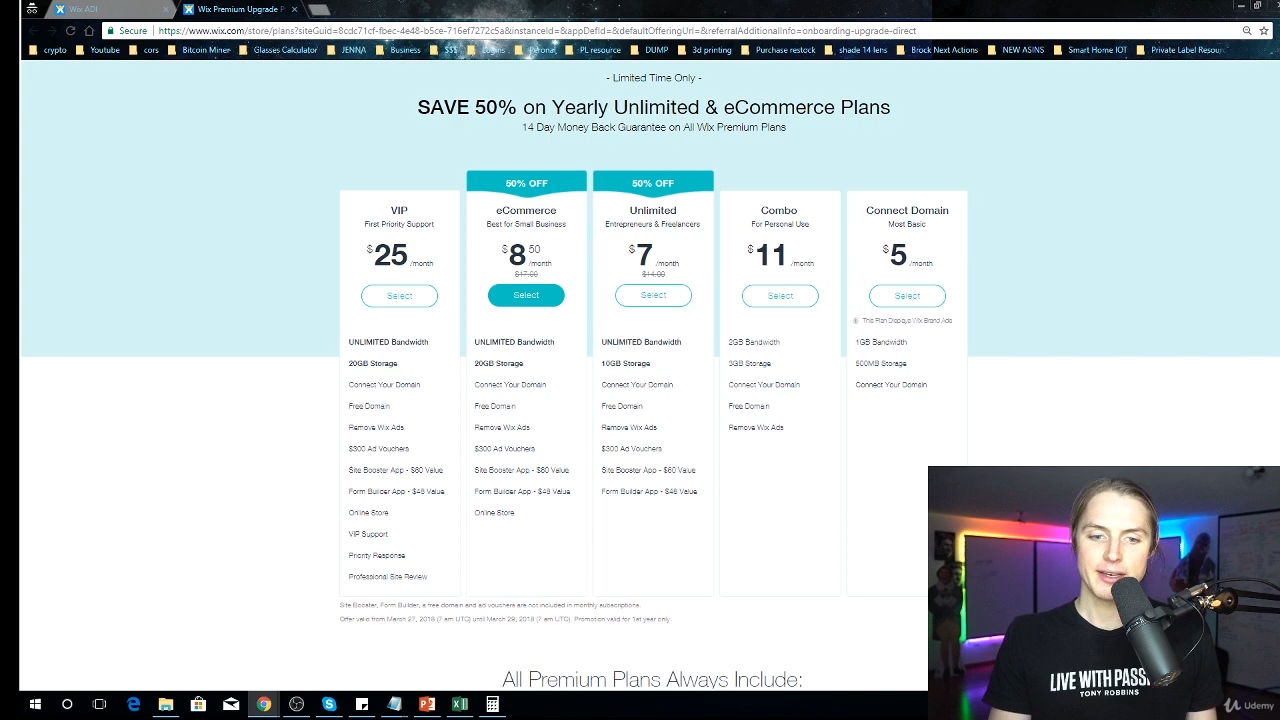 Wix ADI
Wix Premium Upgrade P
Secure
https://www.wix.com/store/plans?siteGuid=8cdc71cf-fbec-4e48-b5ce-716ef7272c5a&instanceId=&appDefId=&defaultOfferingUrl=&referralAdditionalInfo=onboarding-upgrade-direct
crypto
Youtube
cors
Bitcoin Miner
Glasses Calculator
JENNA
Business
$$$
Logins
Peronal
PL resource
DUMP
3d printing
Purchase restock
shade 14 lens
Brock Next Actions
NEW ASINS
Smart Home IOT
Private Label Resour
- Limited Time Only -
SAVE 50% on Yearly Unlimited & eCommerce Plans
14 Day Money Back Guarantee on All Wix Premium Plans
VIP
First Priority Support
$25 /month
Select
UNLIMITED Bandwidth
20GB Storage
Connect Your Domain
Free Domain
Remove Wix Ads
$300 Ad Vouchers
Site Booster App - $60 Value
Form Builder App - $48 Value
Online Store
VIP Support
Priority Response
Professional Site Review
50% OFF
eCommerce
Best for Small Business
$8 50 /month
$17.00
Select
UNLIMITED Bandwidth
20GB Storage
Connect Your Domain
Free Domain
Remove Wix Ads
$300 Ad Vouchers
Site Booster App - $60 Value
Form Builder App - $48 Value
Online Store
50% OFF
Unlimited
Entrepreneurs & Freelancers
$7 /month
$14.00
Select
UNLIMITED Bandwidth
10GB Storage
Connect Your Domain
Free Domain
Remove Wix Ads
$300 Ad Vouchers
Site Booster App - $60 Value
Form Builder App - $48 Value
Combo
For Personal Use
$11 /month
Select
2GB Bandwidth
3GB Storage
Connect Your Domain
Free Domain
Remove Wix Ads
Connect Domain
Most Basic
$5 /month
Select
This Plan Displays Wix Brand Ads
1GB Bandwidth
500MB Storage
Connect Your Domain
Site Booster, Form Builder, a free domain and ad vouchers are not included in monthly subscriptions.
Offer valid from March 27, 2018 (7 am UTC) until March 29, 2018 (7 am UTC). Promotion valid for 1st year only.
All Premium Plans Always Include:
LIVE WITH PASS
TONY ROBBINS
Udemy